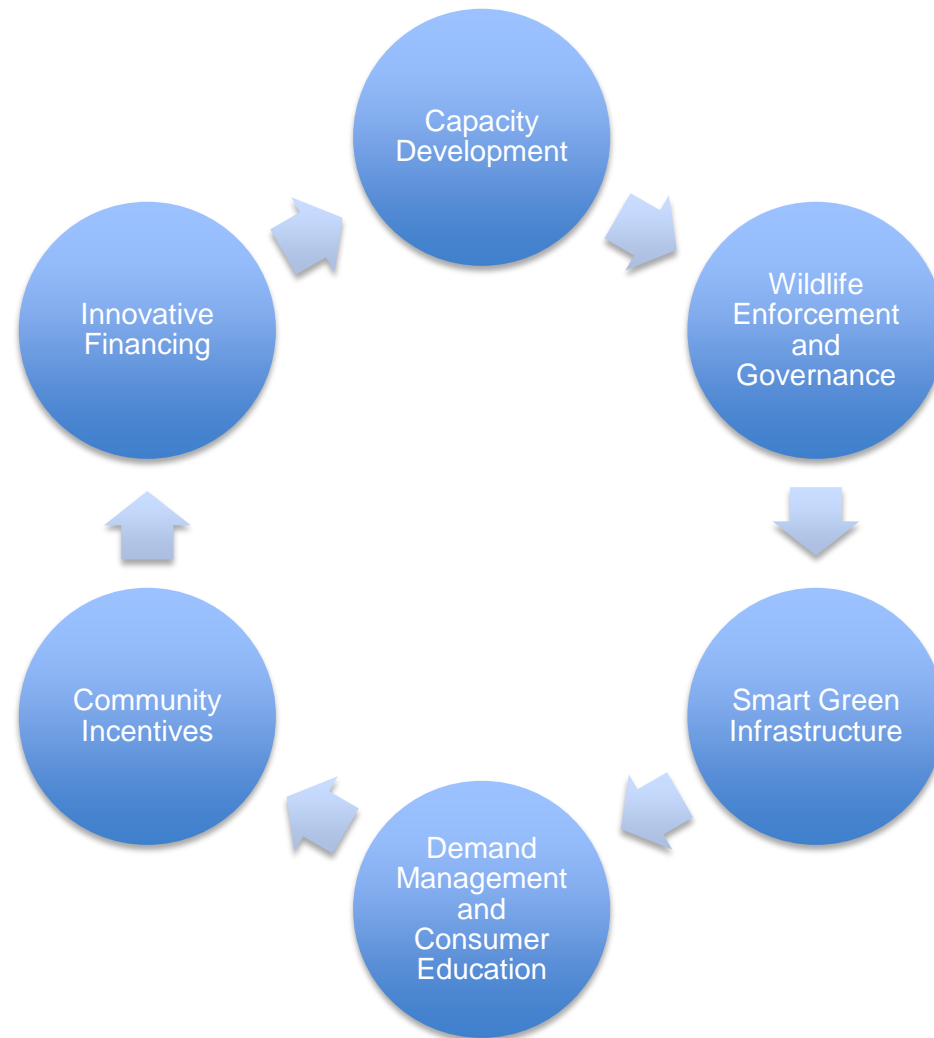 Capacity
Development
Wildlife
Enforcement
and
Governance
Smart Green
Infrastructure
Demand
Management
and
Consumer
Education
Community
Incentives
Innovative
Financing